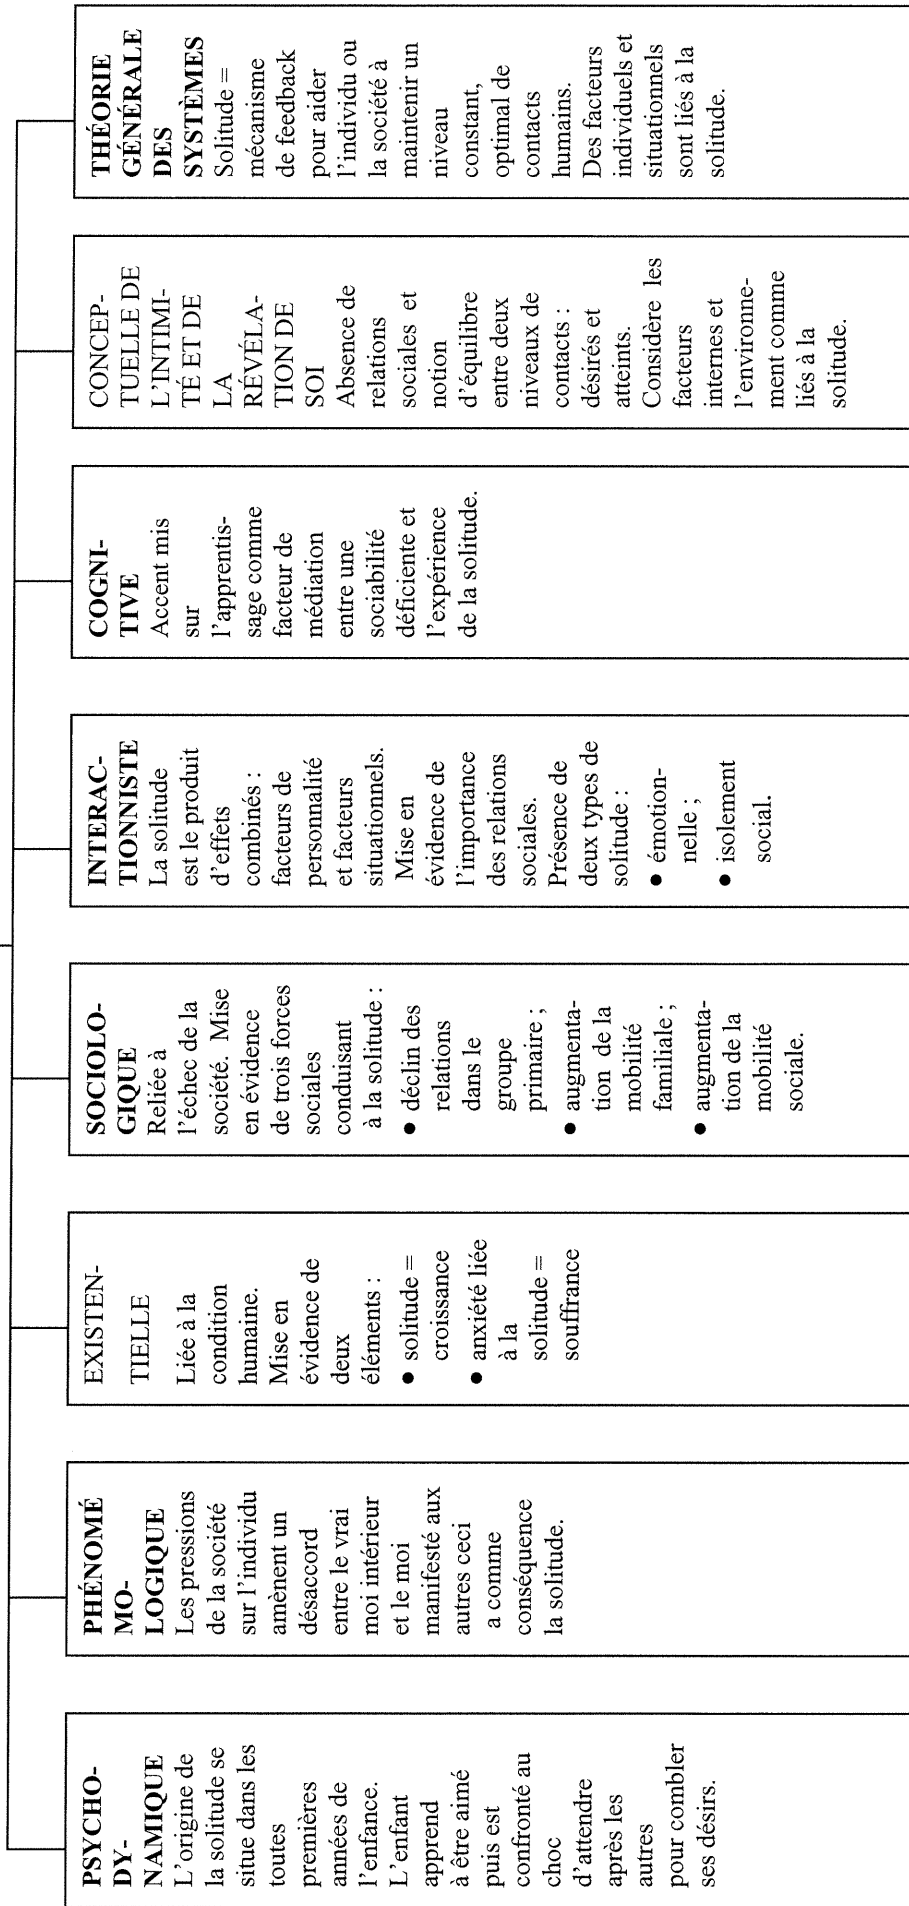 PSYCHO-
DY-
NAMIQUE
L'origine de
la solitude se
situe dans les
toutes
premières
années de
l'enfance.
L'enfant
apprend
à être aimé
puis est
confronté au
choc
d'attendre
après les
autres
pour combler
ses désirs.
PHÉNOMÉ
MO-
LOGIQUE
Les pressions
de la société
sur l'individu
amènent un
désaccord
entre le vrai
moi intérieur
et le moi
manifesté aux
autres ceci
a comme
conséquence
la solitude.
EXISTEN-
TIELLE
Liée à la
condition
humaine.
Mise en
évidence de
deux
éléments :
● solitude =
croissance
● anxiété liée
à la
solitude =
souffrance
SOCIOLO-
GIQUE
Reliée à
l'échec de la
société. Mise
en évidence
de trois forces
sociales
conduisant
à la solitude :
● déclin des
relations
dans le
groupe
primaire ;
● augmenta-
tion de la
mobilité
familiale ;
● augmenta-
tion de la
mobilité
sociale.
INTERAC-
TIONNISTE
La solitude
est le produit
d'effets
combinés :
facteurs de
personnalité
et facteurs
situationnels.
Mise en
évidence de
l'importance
des relations
sociales.
Présence de
deux types de
solitude :
● émotion-
nelle ;
● isolement
social.
COGNI-
TIVE
Accent mis
sur
l'apprentis-
sage comme
facteur de
médiation
entre une
sociabilité
déficiente et
l'expérience
de la solitude.
CONCEP-
TUELLE DE
L'INTIMI-
TÉ ET DE
LA
RÉVÉLA-
TION DE
SOI
Absence de
relations
sociales et
notion
d'équilibre
entre deux
niveaux de
contacts :
désirés et
atteints.
Considère les
facteurs
internes et
l'environne-
ment comme
liés à la
solitude.
THÉORIE
GÉNÉRALE
DES
SYSTÈMES
Solitude =
mécanisme
de feedback
pour aider
l'individu ou
la société à
maintenir un
niveau
constant,
optimal de
contacts
humains.
Des facteurs
individuels et
situationnels
sont liés à la
solitude.